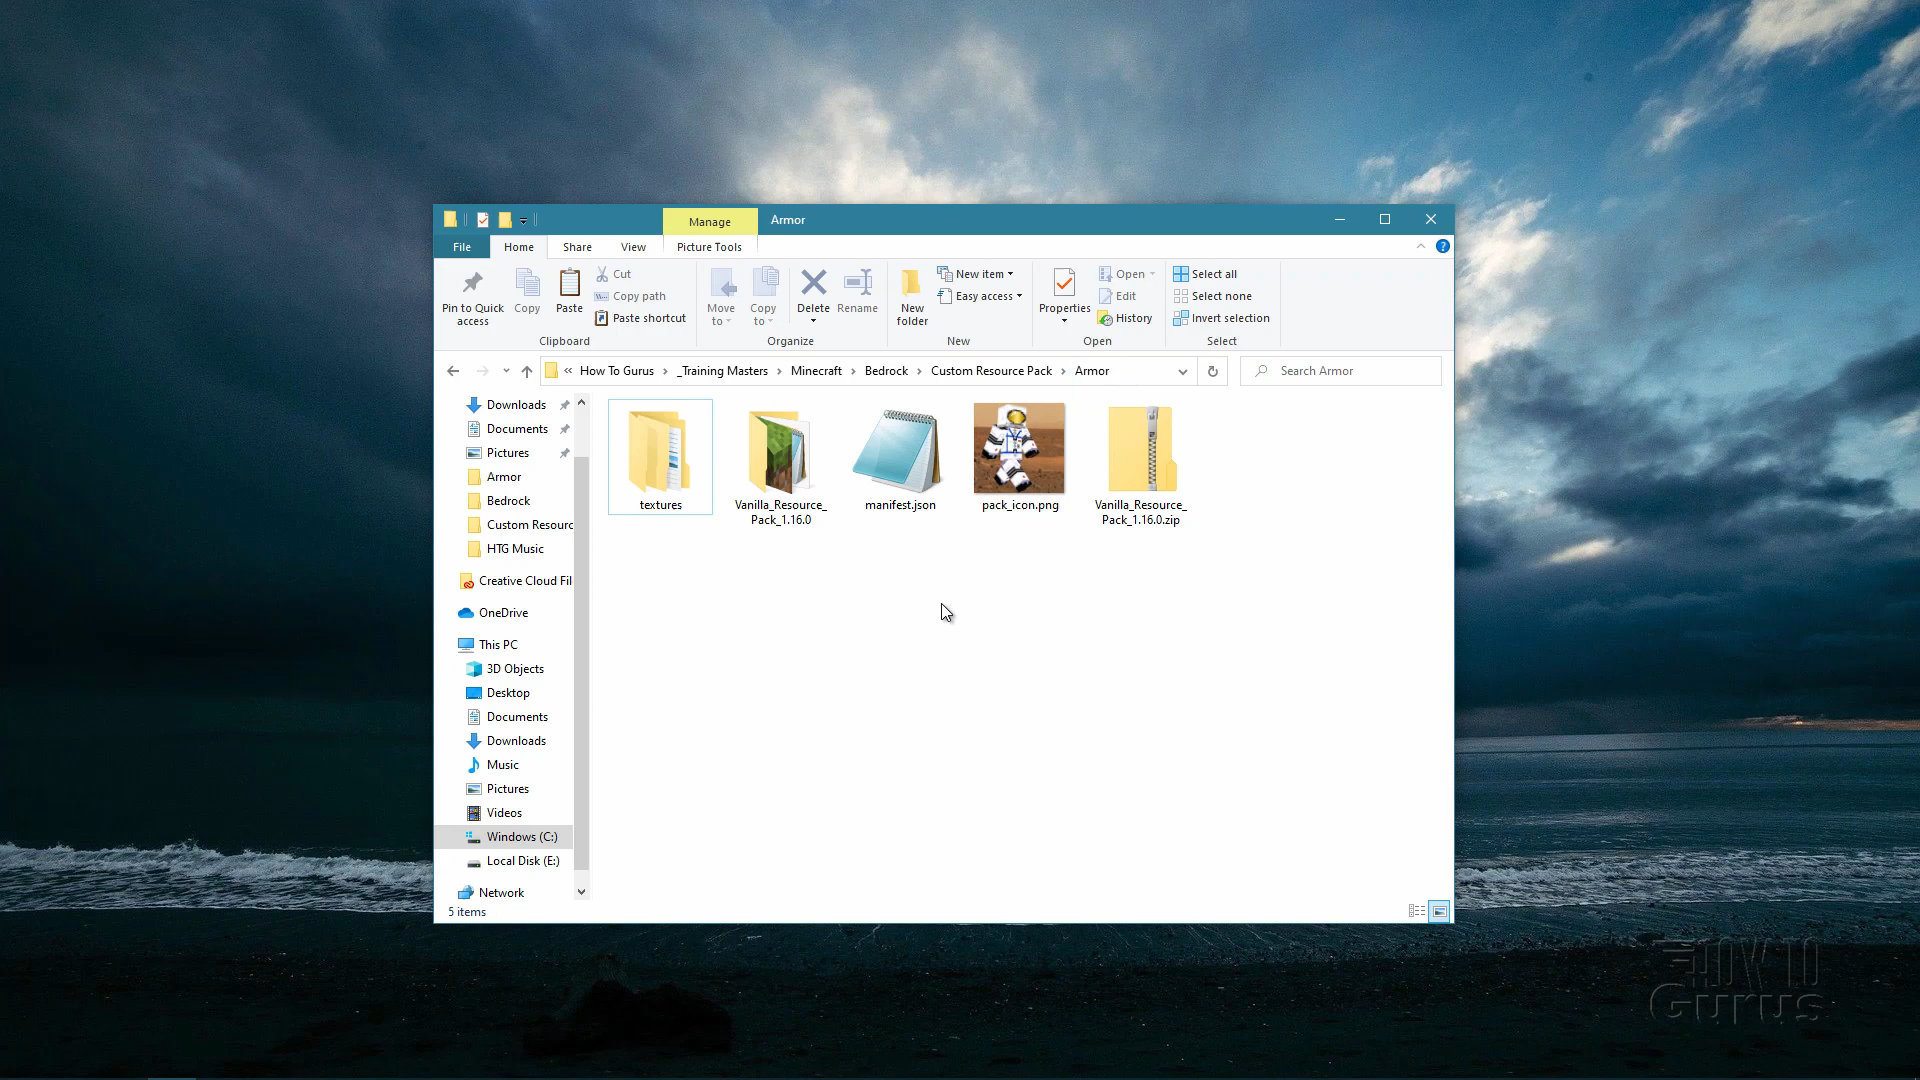 Manage
Armor
File
Home
Share
View
Picture Tools
Pin to Quick
access
Copy
Paste
Cut
Copy path
Paste shortcut
Clipboard
Move
to
Copy
to
Delete
Rename
Organize
New
folder
New item
Easy access
New
Properties
Open
Edit
History
Open
Select all
Select none
Invert selection
Select
« How To Gurus > _Training Masters > Minecraft > Bedrock > Custom Resource Pack > Armor
Search Armor
Downloads
Documents
Pictures
Armor
Bedrock
Custom Resourc
HTG Music
Creative Cloud Fil
OneDrive
This PC
3D Objects
Desktop
Documents
Downloads
Music
Pictures
Videos
Windows (C:)
Local Disk (E:)
Network
textures
Vanilla_Resource_
Pack_1.16.0
manifest.json
pack_icon.png
Vanilla_Resource_
Pack_1.16.0.zip
5 items
HOW TO
GURUS